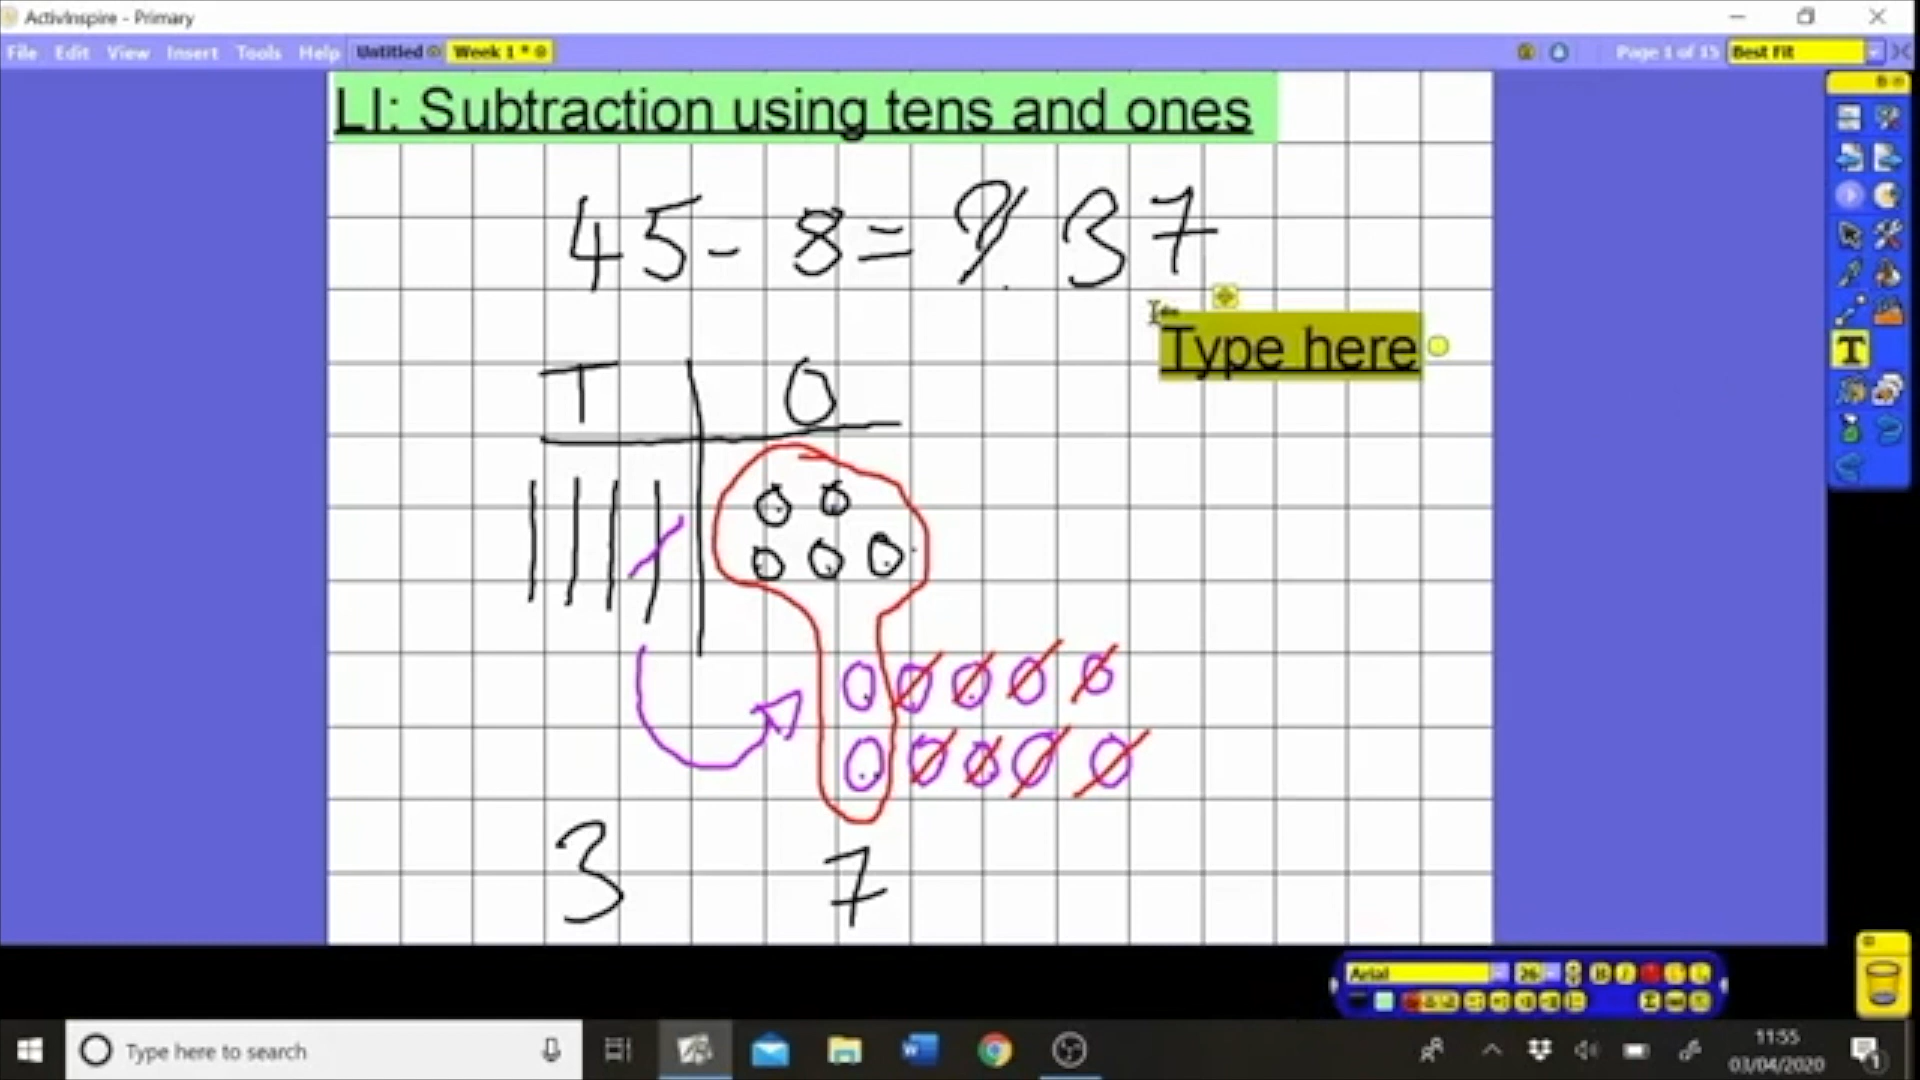 ActivInspire - Primary
File Edit View Insert Tools Help Untitled Week 1 * Page 1 of 15 Best Fit
LI: Subtraction using tens and ones
45 - 8 = ? 37
Type here
T O
3 7
Arial 26 B I
Type here to search
11:55
03/04/2020